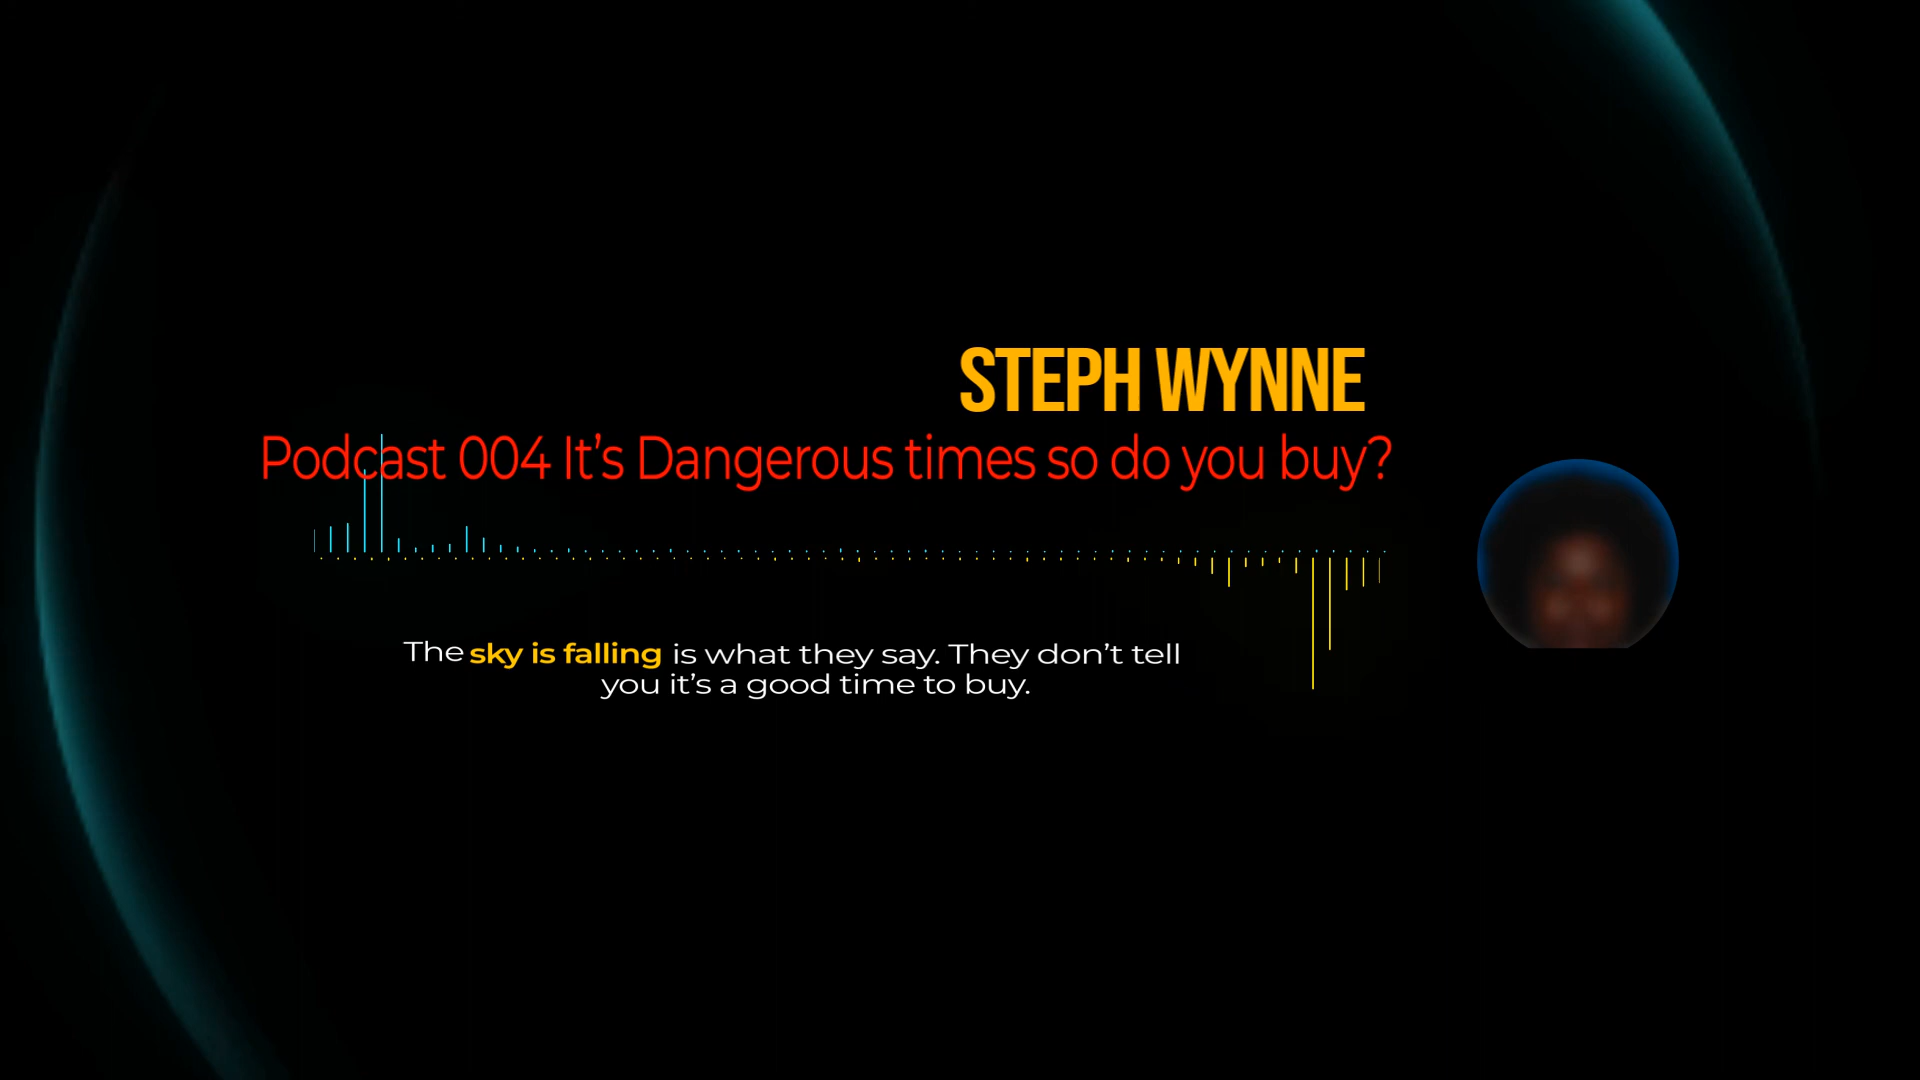 STEPH WYNNE
Podcast 004 It’s Dangerous times so do you buy?
The sky is falling is what they say. They don’t tell
you it’s a good time to buy.